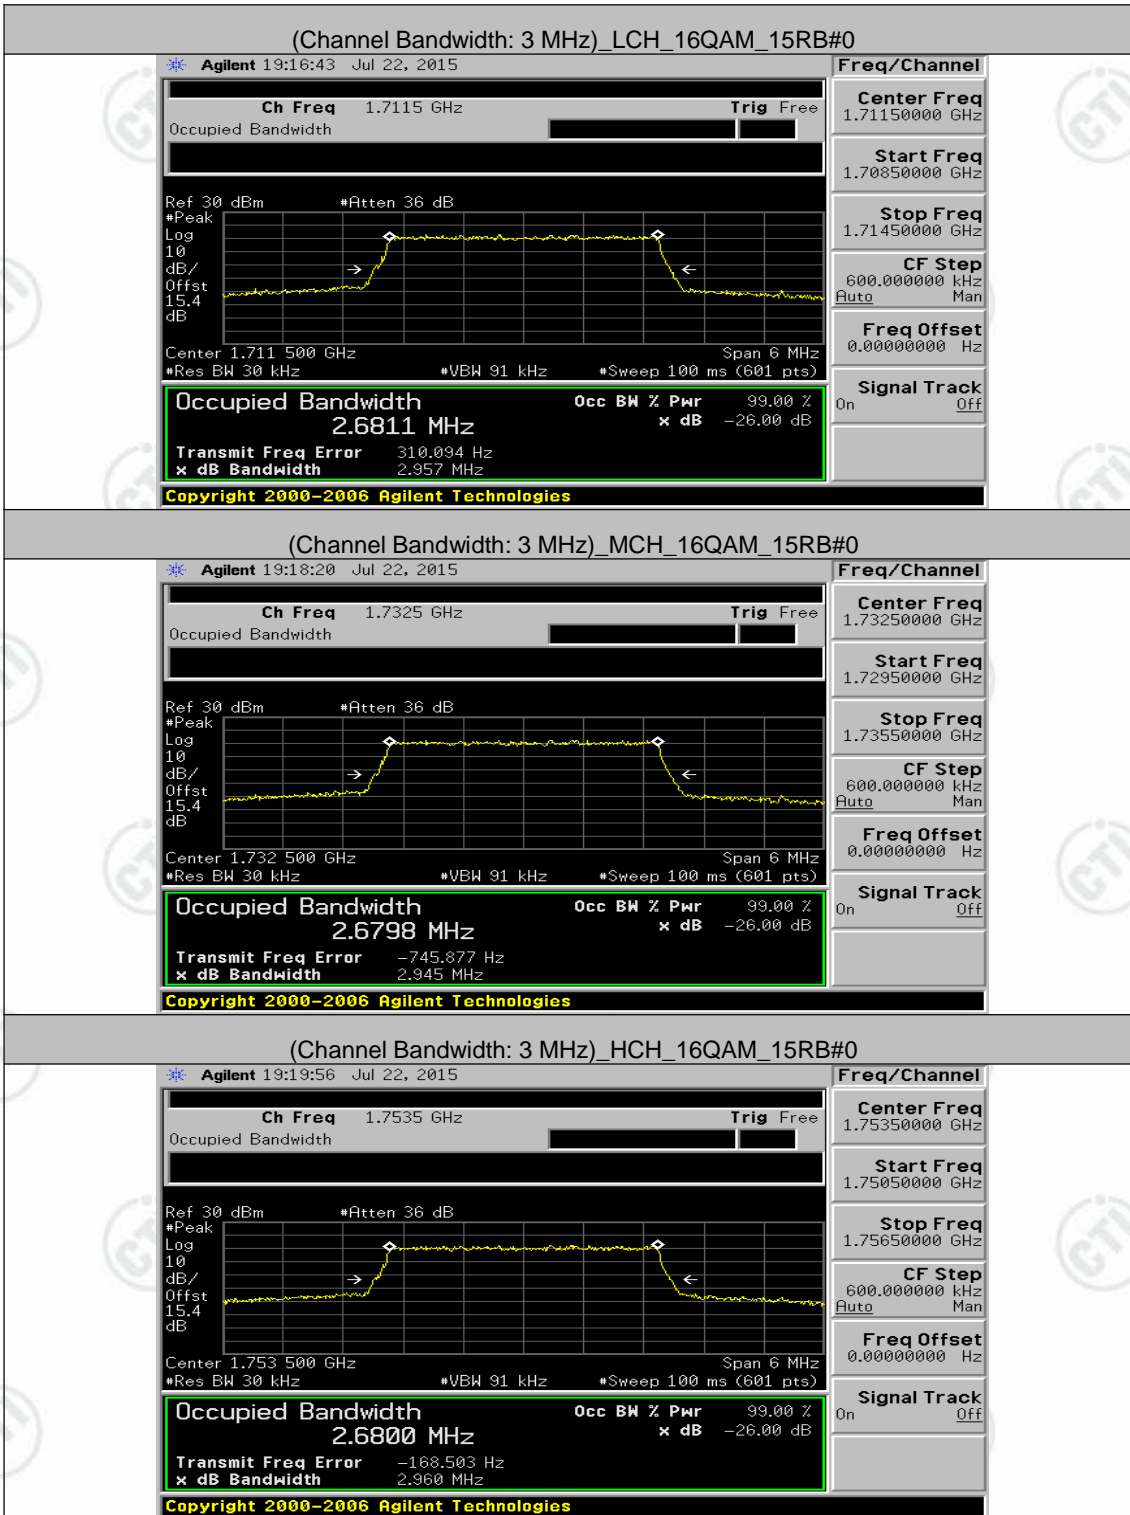 (Channel Bandwidth: 3 MHz)_LCH_16QAM_15RB#0
Agilent 19:16:43 Jul 22, 2015 Freq/Channel
Ch Freq 1.7115 GHz Trig Free
Occupied Bandwidth
Center Freq
1.71150000 GHz
Start Freq
1.70850000 GHz
Stop Freq
1.71450000 GHz
CF Step
600.000000 kHz
Auto Man
Freq Offset
0.00000000 Hz
Signal Track
On Off
Ref 30 dBm #Atten 36 dB
#Peak
Log
10
dB/
Offst
15.4
dB
Center 1.711 500 GHz Span 6 MHz
#Res BW 30 kHz #VBW 91 kHz #Sweep 100 ms (601 pts)
Occupied Bandwidth Occ BW % Pwr 99.00 %
2.6811 MHz x dB -26.00 dB
Transmit Freq Error 310.094 Hz
x dB Bandwidth 2.957 MHz
Copyright 2000-2006 Agilent Technologies
(Channel Bandwidth: 3 MHz)_MCH_16QAM_15RB#0
Agilent 19:18:20 Jul 22, 2015 Freq/Channel
Ch Freq 1.7325 GHz Trig Free
Occupied Bandwidth
Center Freq
1.73250000 GHz
Start Freq
1.72950000 GHz
Stop Freq
1.73550000 GHz
CF Step
600.000000 kHz
Auto Man
Freq Offset
0.00000000 Hz
Signal Track
On Off
Ref 30 dBm #Atten 36 dB
#Peak
Log
10
dB/
Offst
15.4
dB
Center 1.732 500 GHz Span 6 MHz
#Res BW 30 kHz #VBW 91 kHz #Sweep 100 ms (601 pts)
Occupied Bandwidth Occ BW % Pwr 99.00 %
2.6798 MHz x dB -26.00 dB
Transmit Freq Error -745.877 Hz
x dB Bandwidth 2.945 MHz
Copyright 2000-2006 Agilent Technologies
(Channel Bandwidth: 3 MHz)_HCH_16QAM_15RB#0
Agilent 19:19:56 Jul 22, 2015 Freq/Channel
Ch Freq 1.7535 GHz Trig Free
Occupied Bandwidth
Center Freq
1.75350000 GHz
Start Freq
1.75050000 GHz
Stop Freq
1.75650000 GHz
CF Step
600.000000 kHz
Auto Man
Freq Offset
0.00000000 Hz
Signal Track
On Off
Ref 30 dBm #Atten 36 dB
#Peak
Log
10
dB/
Offst
15.4
dB
Center 1.753 500 GHz Span 6 MHz
#Res BW 30 kHz #VBW 91 kHz #Sweep 100 ms (601 pts)
Occupied Bandwidth Occ BW % Pwr 99.00 %
2.6800 MHz x dB -26.00 dB
Transmit Freq Error -168.503 Hz
x dB Bandwidth 2.960 MHz
Copyright 2000-2006 Agilent Technologies
CTI
CTI
CTI
CTI
CTI
CTI
CTI
CTI